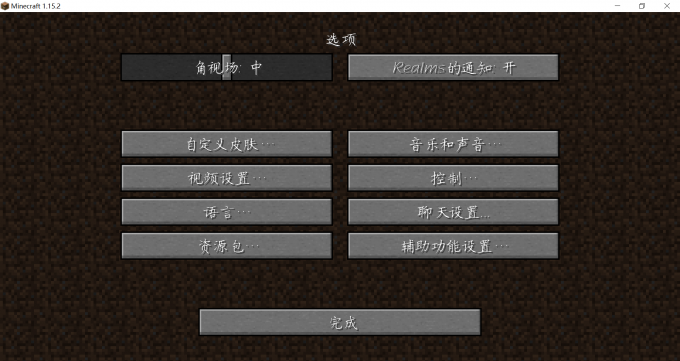 Minecraft 1.15.2
选项
角视场: 中
Realms的通知: 开
自定义皮肤…
音乐和声音…
视频设置…
控制…
语言…
聊天设置...
资源包…
辅助功能设置…
完成